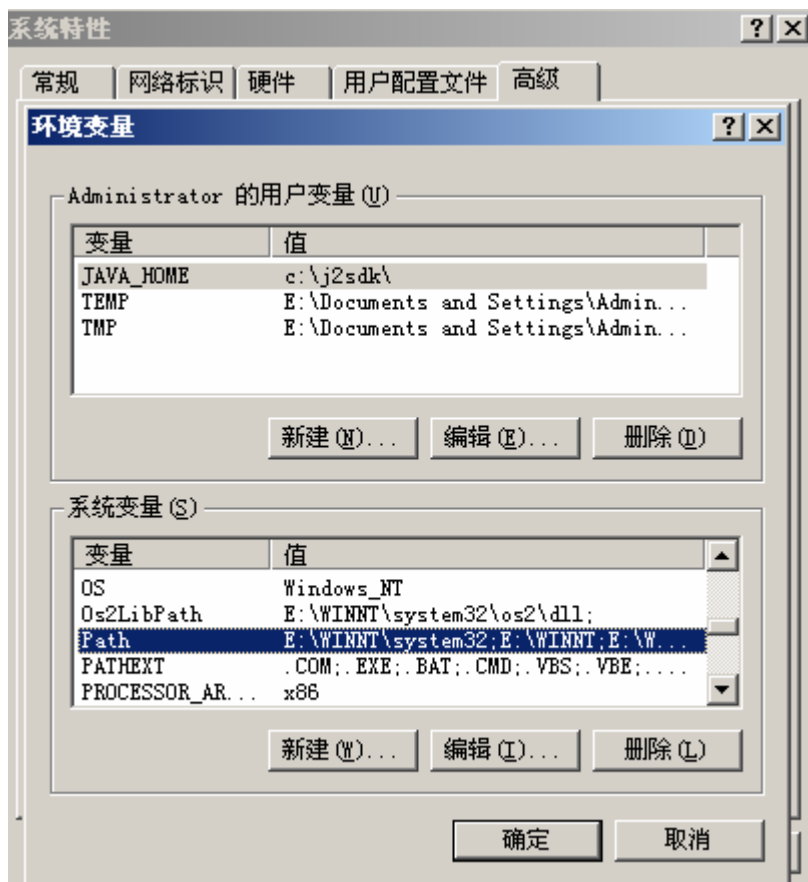 系统特性
常规 网络标识 硬件 用户配置文件 高级
环境变量
Administrator 的用户变量(U)
变量 值
JAVA_HOME c:\j2sdk\
TEMP E:\Documents and Settings\Admin...
TMP E:\Documents and Settings\Admin...
新建(N)... 编辑(E)... 删除(D)
系统变量(S)
变量 值
OS Windows_NT
Os2LibPath E:\WINNT\system32\os2\dll;
Path E:\WINNT\system32;E:\WINNT;E:\W...
PATHEXT .COM;.EXE;.BAT;.CMD;.VBS;.VBE;....
PROCESSOR_AR... x86
新建(W)... 编辑(I)... 删除(L)
确定 取消